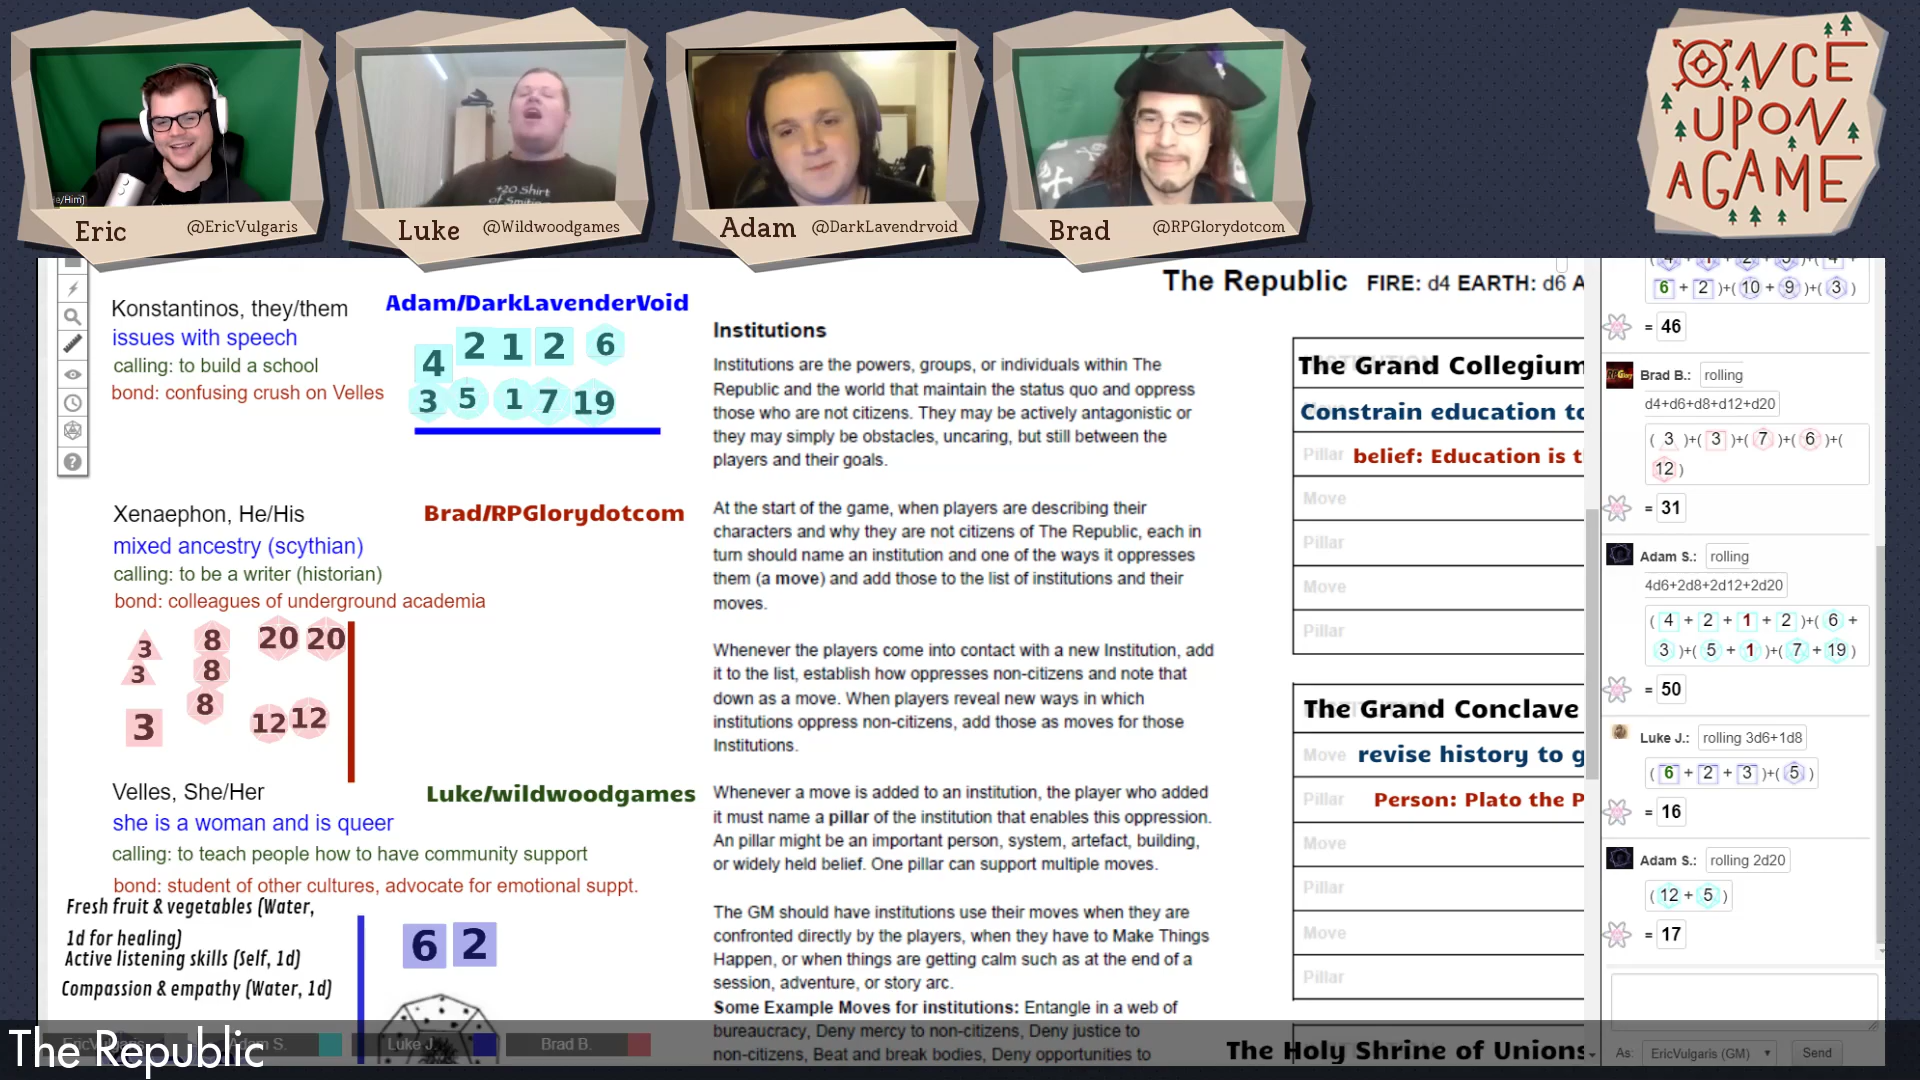 e/Him]
+20 Shirt
of Smiting
Eric @EricVulgaris
Luke @Wildwoodgames
Adam @DarkLavendrvoid
Brad @RPGlorydotcom
ONCE
UPON
A GAME
Konstantinos, they/them
issues with speech
calling: to build a school
bond: confusing crush on Velles
Adam/DarkLavenderVoid
4 2 1 2 6
3 5 1 7 19
Xenaephon, He/His
mixed ancestry (scythian)
calling: to be a writer (historian)
bond: colleagues of underground academia
Brad/RPGlorydotcom
3 8 20 20
3 8
8
3 12 12
Velles, She/Her
she is a woman and is queer
calling: to teach people how to have community support
bond: student of other cultures, advocate for emotional suppt.
Luke/wildwoodgames
Fresh fruit & vegetables (Water,
1d for healing)
Active listening skills (Self, 1d)
Compassion & empathy (Water, 1d)
6 2
The Republic FIRE: d4 EARTH: d6 A
Institutions
Institutions are the powers, groups, or individuals within The
Republic and the world that maintain the status quo and oppress
those who are not citizens. They may be actively antagonistic or
they may simply be obstacles, uncaring, but still between the
players and their goals.
At the start of the game, when players are describing their
characters and why they are not citizens of The Republic, each in
turn should name an institution and one of the ways it oppresses
them (a move) and add those to the list of institutions and their
moves.
Whenever the players come into contact with a new Institution, add
it to the list, establish how oppresses non-citizens and note that
down as a move. When players reveal new ways in which
institutions oppress non-citizens, add those as moves for those
Institutions.
Whenever a move is added to an institution, the player who added
it must name a pillar of the institution that enables this oppression.
An pillar might be an important person, system, artefact, building,
or widely held belief. One pillar can support multiple moves.
The GM should have institutions use their moves when they are
confronted directly by the players, when they have to Make Things
Happen, or when things are getting calm such as at the end of a
session, adventure, or story arc.
Some Example Moves for institutions: Entangle in a web of
bureaucracy, Deny mercy to non-citizens, Deny justice to
non-citizens, Beat and break bodies, Deny opportunities to
The Grand Collegium
Constrain education to
Pillar belief: Education is t
Move
Pillar
Move
Pillar
The Grand Conclave
Move revise history to g
Pillar Person: Plato the P
Move
Pillar
Move
Pillar
The Holy Shrine of Unions
6 + 2 )+( 10 + 9 )+( 3 )
= 46
Brad B.: rolling
d4+d6+d8+d12+d20
( 3 )+( 3 )+( 7 )+( 6 )+(
12 )
= 31
Adam S.: rolling
4d6+2d8+2d12+2d20
( 4 + 2 + 1 + 2 )+( 6 +
3 )+( 5 + 1 )+( 7 + 19 )
= 50
Luke J.: rolling 3d6+1d8
( 6 + 2 + 3 )+( 5 )
= 16
Adam S.: rolling 2d20
( 12 + 5 )
= 17
As: EricVulgaris (GM) Send
EricVulgaris Adam S. Luke J. Brad B.
The Republic